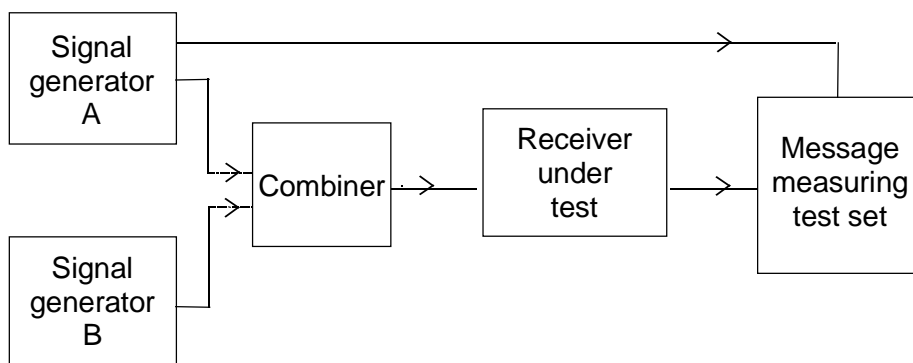 Signal
generator
A
Combiner
Receiver
under
test
Message
measuring
test set
Signal
generator
B